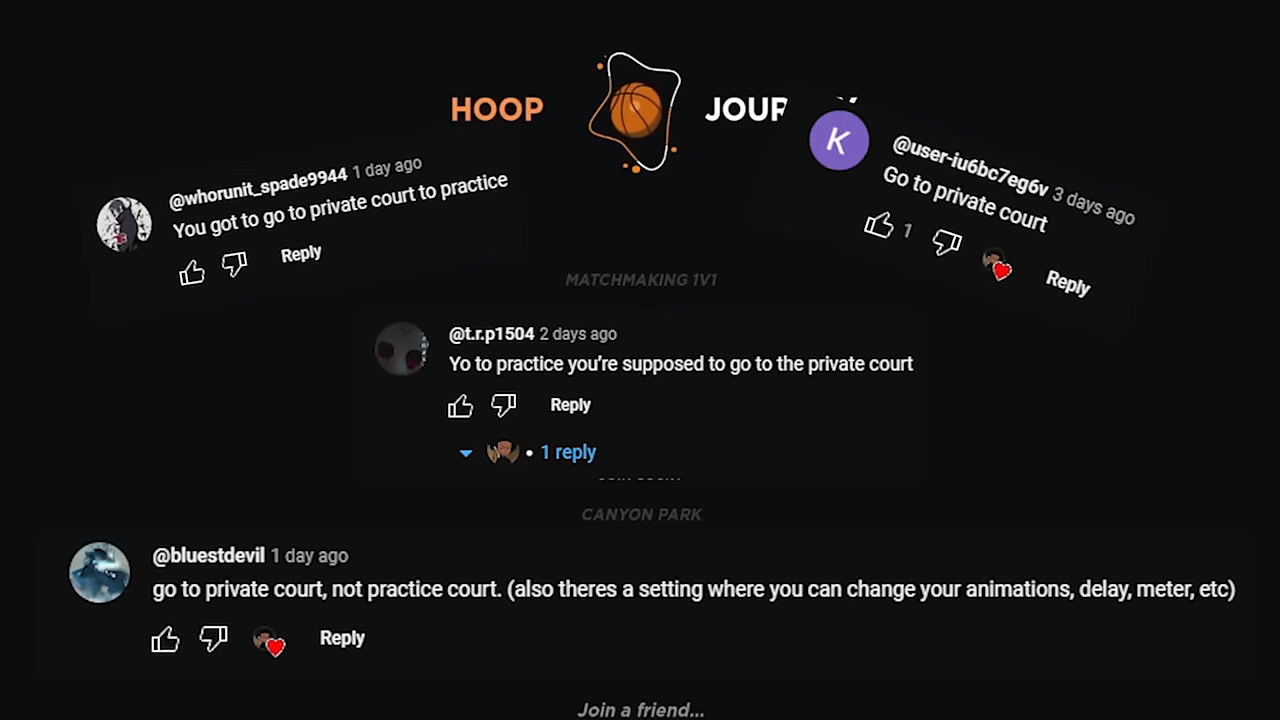 HOOP
@whorunit_spade9944 1 day ago
You got to go to private court to practice
Reply
K
@user-iu6bc7eg6v 3 days ago
Go to private court
1
Reply
MATCHMAKING 1V1
@t.r.p1504 2 days ago
Yo to practice you're supposed to go to the private court
Reply
• 1 reply
CANYON PARK
@bluestdevil 1 day ago
go to private court, not practice court. (also theres a setting where you can change your animations, delay, meter, etc)
Reply
Join a friend...